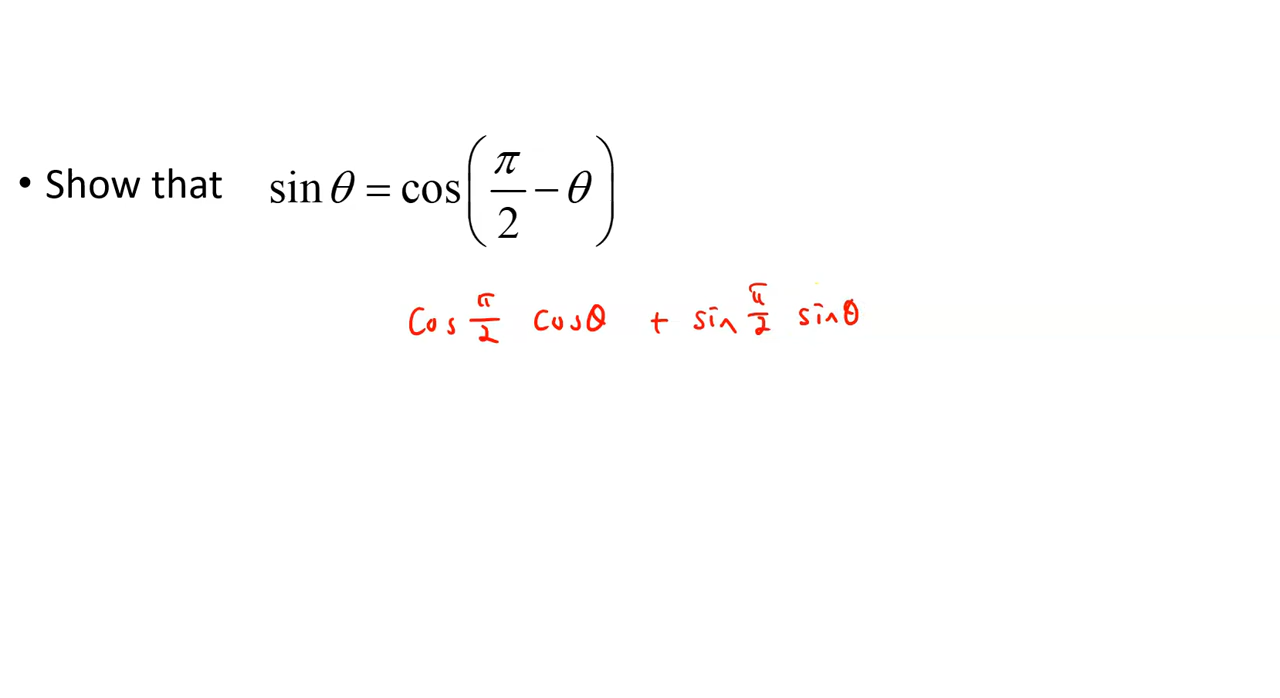 • Show that sin θ = cos(π/2 − θ)
cos π/2 cos θ + sin π/2 sin θ